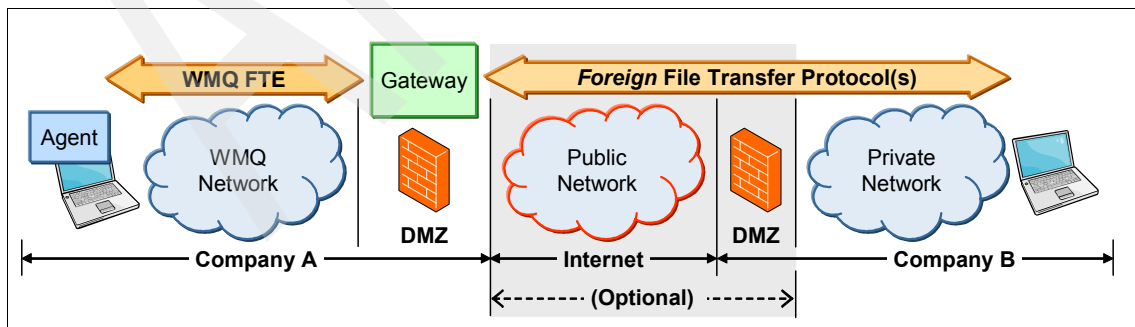 WMQ FTE
Gateway
Foreign File Transfer Protocol(s)
Agent
WMQ
Network
Public
Network
Private
Network
DMZ
DMZ
Company A
Internet
Company B
(Optional)